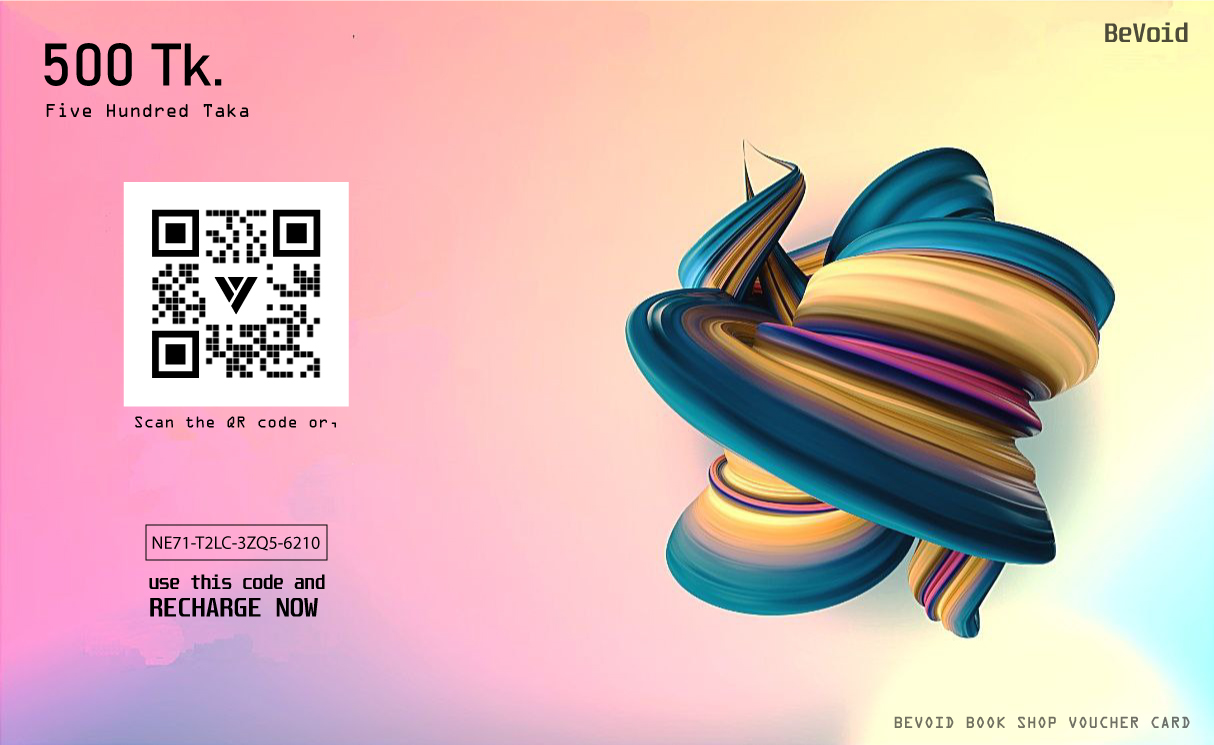 500 Tk.
BeVoid
Five Hundred Taka
Scan the QR code or,
NE71-T2LC-3ZQ5-6210
use this code and
RECHARGE NOW
BEVOID BOOK SHOP VOUCHER CARD